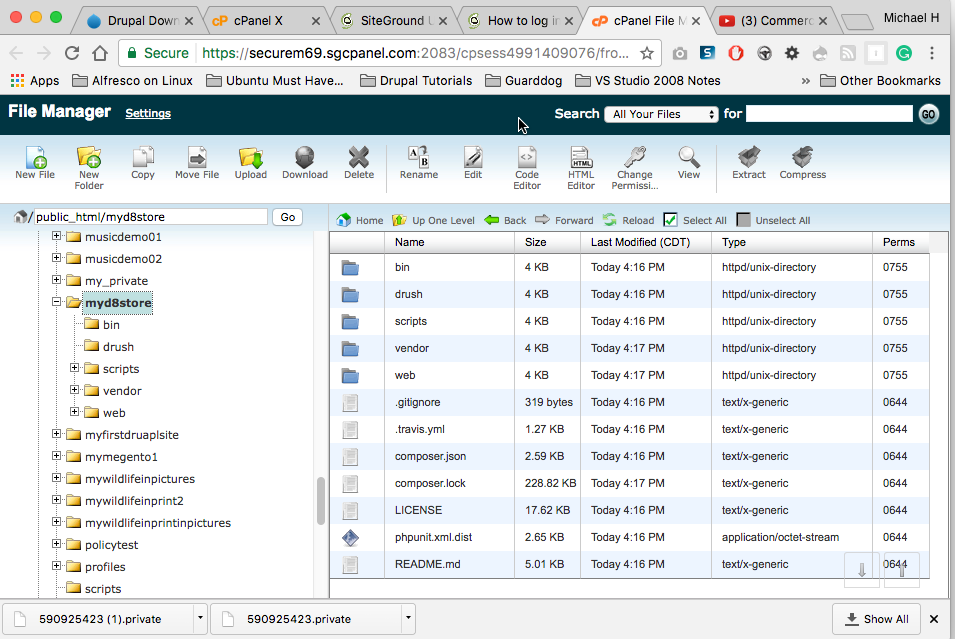 Drupal Down
cPanel X
SiteGround U
How to log in
cPanel File M
(3) Commerc
Michael H
Secure
https://securem69.sgcpanel.com:2083/cpsess4991409076/fro...
Apps
Alfresco on Linux
Ubuntu Must Have...
Drupal Tutorials
Guarddog
VS Studio 2008 Notes
»
Other Bookmarks
File Manager
Settings
Search
All Your Files
for
GO
New File
New Folder
Copy
Move File
Upload
Download
Delete
Rename
Edit
Code Editor
HTML Editor
Change Permissi...
View
Extract
Compress
/ public_html/myd8store
Go
Home
Up One Level
Back
Forward
Reload
Select All
Unselect All
musicdemo01
musicdemo02
my_private
myd8store
bin
drush
scripts
vendor
web
myfirstdruaplsite
mymegento1
mywildlifeinpictures
mywildlifeinprint2
mywildlifeinprintinpictures
policytest
profiles
scripts
Name Size Last Modified (CDT) Type Perms
bin 4 KB Today 4:16 PM httpd/unix-directory 0755
drush 4 KB Today 4:16 PM httpd/unix-directory 0755
scripts 4 KB Today 4:16 PM httpd/unix-directory 0755
vendor 4 KB Today 4:17 PM httpd/unix-directory 0755
web 4 KB Today 4:17 PM httpd/unix-directory 0755
.gitignore 319 bytes Today 4:16 PM text/x-generic 0644
.travis.yml 1.27 KB Today 4:16 PM text/x-generic 0644
composer.json 2.59 KB Today 4:16 PM text/x-generic 0644
composer.lock 228.82 KB Today 4:17 PM text/x-generic 0644
LICENSE 17.62 KB Today 4:16 PM text/x-generic 0644
phpunit.xml.dist 2.65 KB Today 4:16 PM application/octet-stream 0644
README.md 5.01 KB Today 4:16 PM text/x-generic 0644
590925423 (1).private
590925423.private
Show All